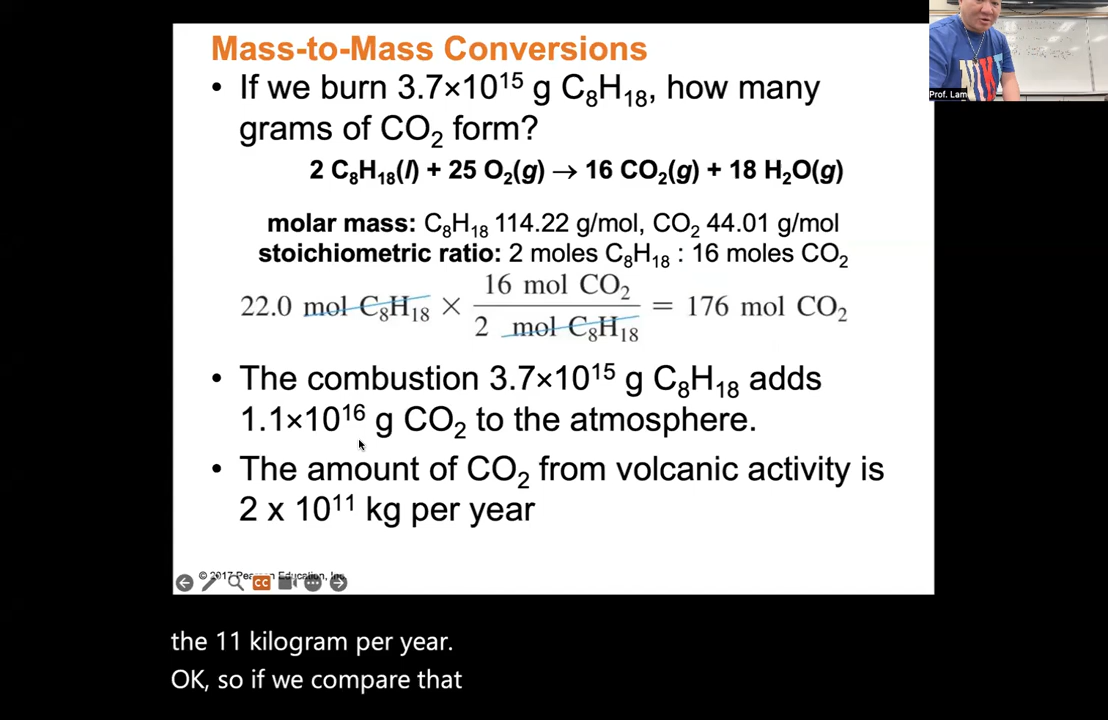 Mass-to-Mass Conversions
• If we burn 3.7×10¹⁵ g C₈H₁₈, how many
grams of CO₂ form?
2 C₈H₁₈(l) + 25 O₂(g) → 16 CO₂(g) + 18 H₂O(g)
molar mass: C₈H₁₈ 114.22 g/mol, CO₂ 44.01 g/mol
stoichiometric ratio: 2 moles C₈H₁₈ : 16 moles CO₂
22.0 mol C₈H₁₈ × 16 mol CO₂ / 2 mol C₈H₁₈ = 176 mol CO₂
• The combustion 3.7×10¹⁵ g C₈H₁₈ adds
1.1×10¹⁶ g CO₂ to the atmosphere.
• The amount of CO₂ from volcanic activity is
2 x 10¹¹ kg per year
© 2017 Pearson Education, Inc.
CC
the 11 kilogram per year.
OK, so if we compare that
Prof. Lam